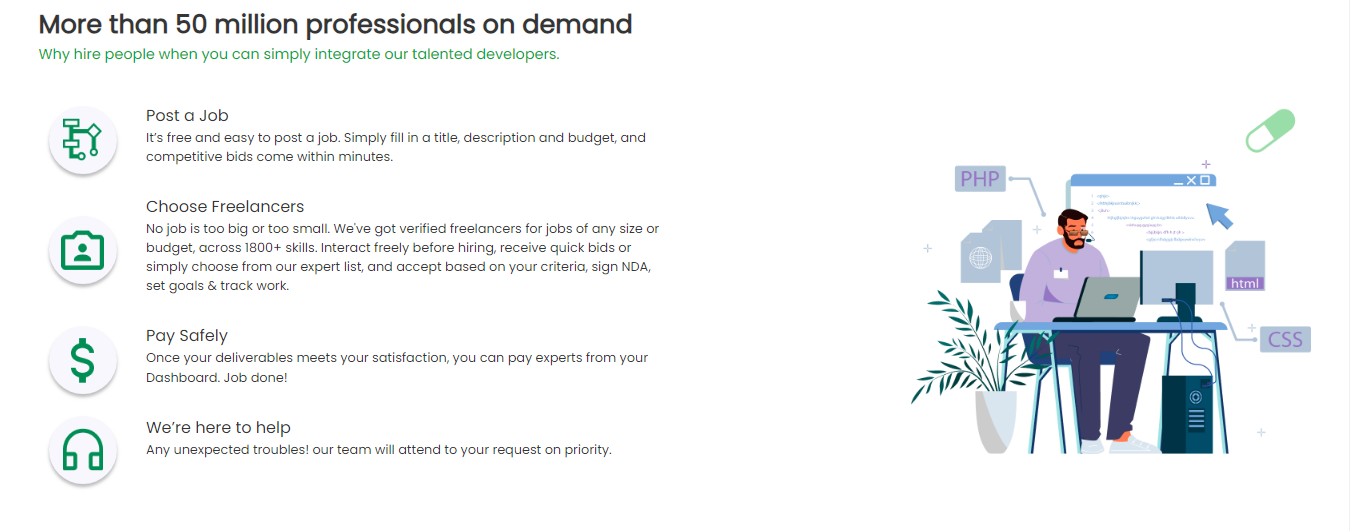 More than 50 million professionals on demand
Why hire people when you can simply integrate our talented developers.
Post a Job
It’s free and easy to post a job. Simply fill in a title, description and budget, and
competitive bids come within minutes.
Choose Freelancers
No job is too big or too small. We've got verified freelancers for jobs of any size or
budget, across 1800+ skills. Interact freely before hiring, receive quick bids or
simply choose from our expert list, and accept based on your criteria, sign NDA,
set goals & track work.
Pay Safely
Once your deliverables meets your satisfaction, you can pay experts from your
Dashboard. Job done!
We’re here to help
Any unexpected troubles! our team will attend to your request on priority.
PHP
html
CSS